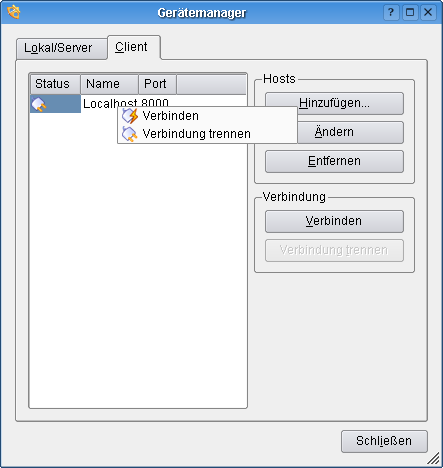 Gerätemanager
Lokal/Server Client
Status Name Port
Localhost 8000
Verbinden
Verbindung trennen
Hosts
Hinzufügen...
Ändern
Entfernen
Verbindung
Verbinden
Verbindung trennen
Schließen